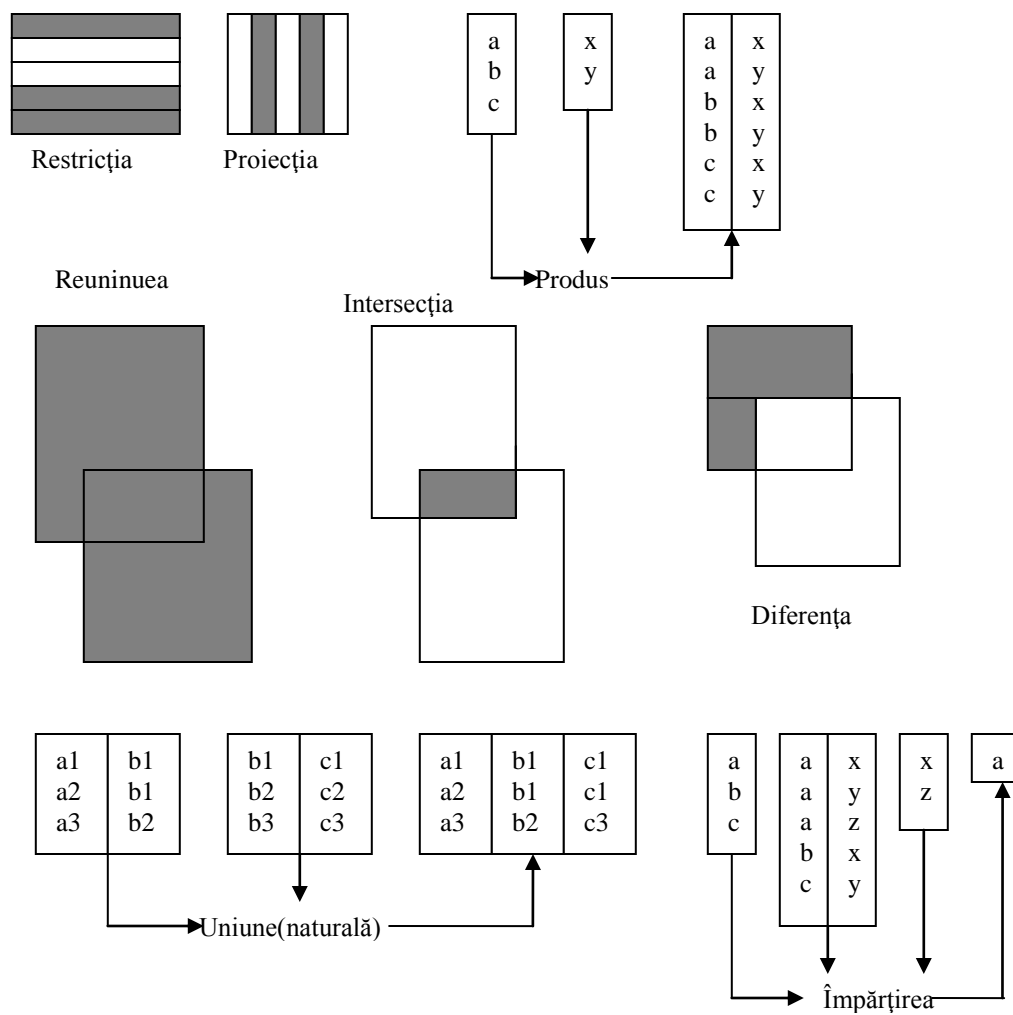 a
b
c
x
y
a x
a y
b x
b y
c x
c y
Restricţia
Proiecţia
Produs
Reuninuea
Intersecţia
Diferenţa
a1 b1
a2 b1
a3 b2
b1 c1
b2 c2
b3 c3
a1 b1 c1
a2 b1 c1
a3 b2 c3
Uniune(naturală)
a
b
c
a x
a y
a z
b x
c y
x
z
a
Împărţirea